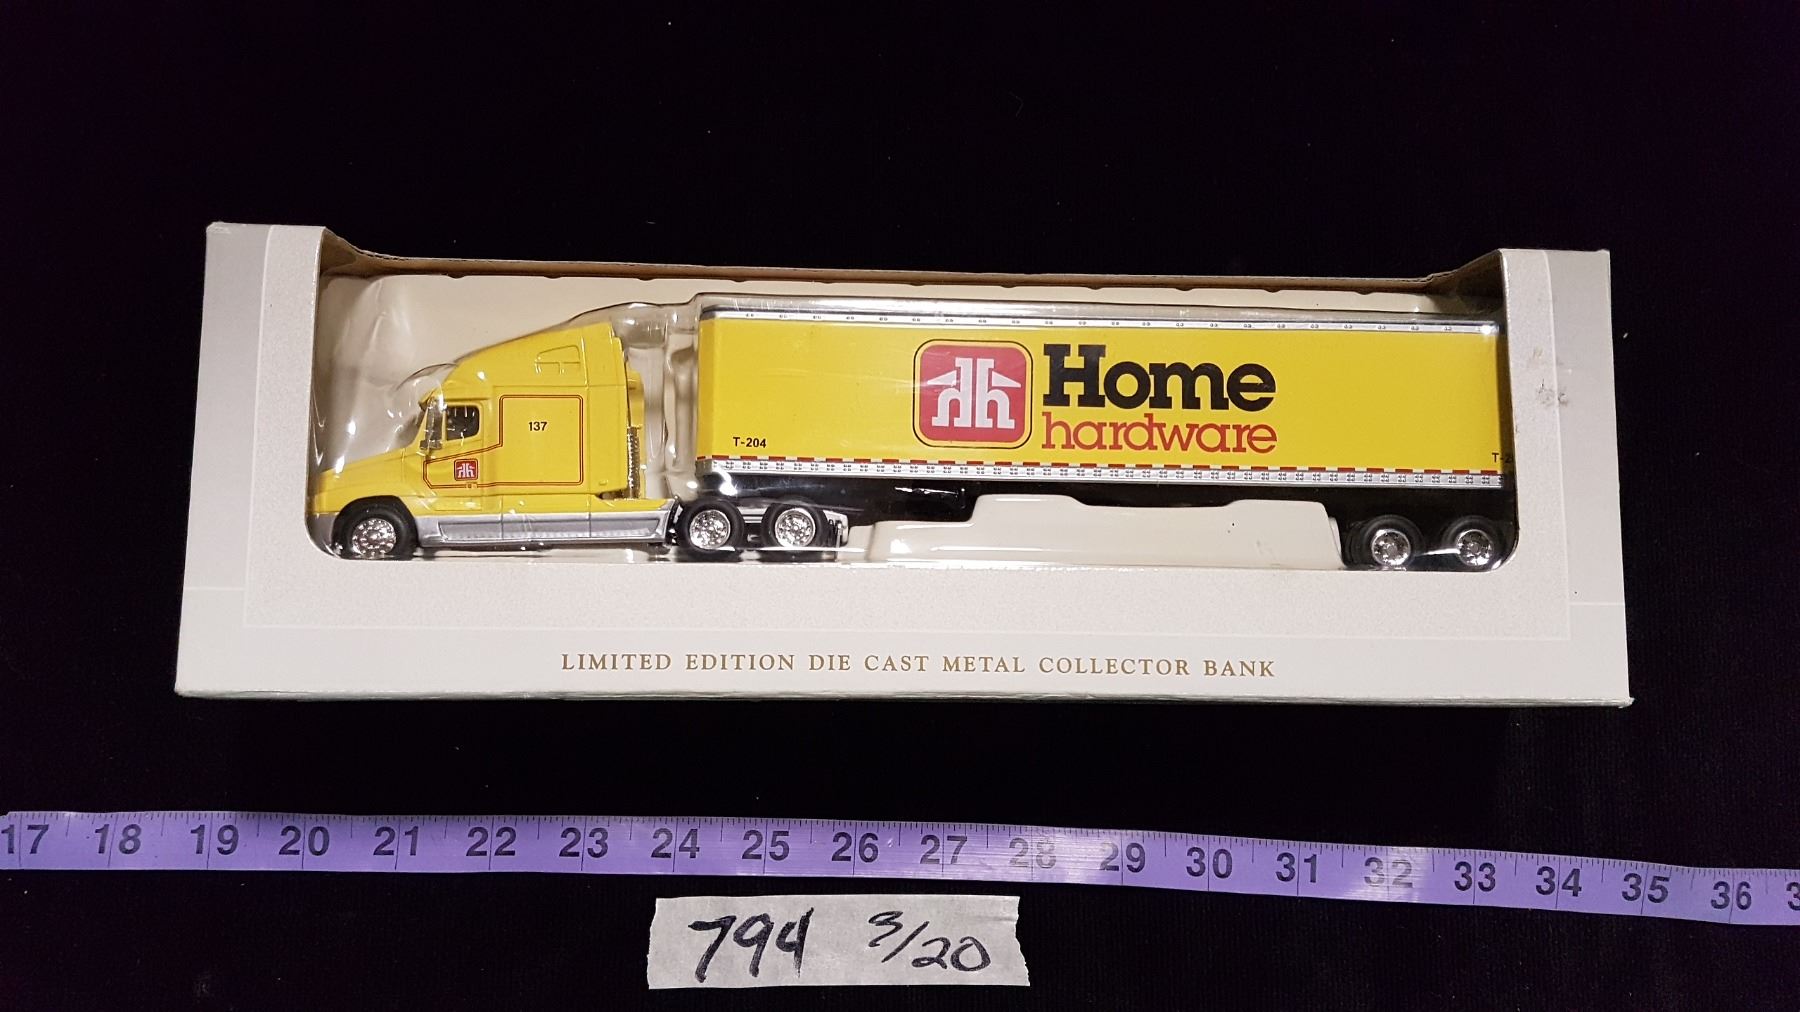 Home
hardware
137
T-204
LIMITED EDITION DIE CAST METAL COLLECTOR BANK
17 18 19 20 21 22 23 24 25 26 27 28 29 30 31 32 33 34 35 36
794 3/20